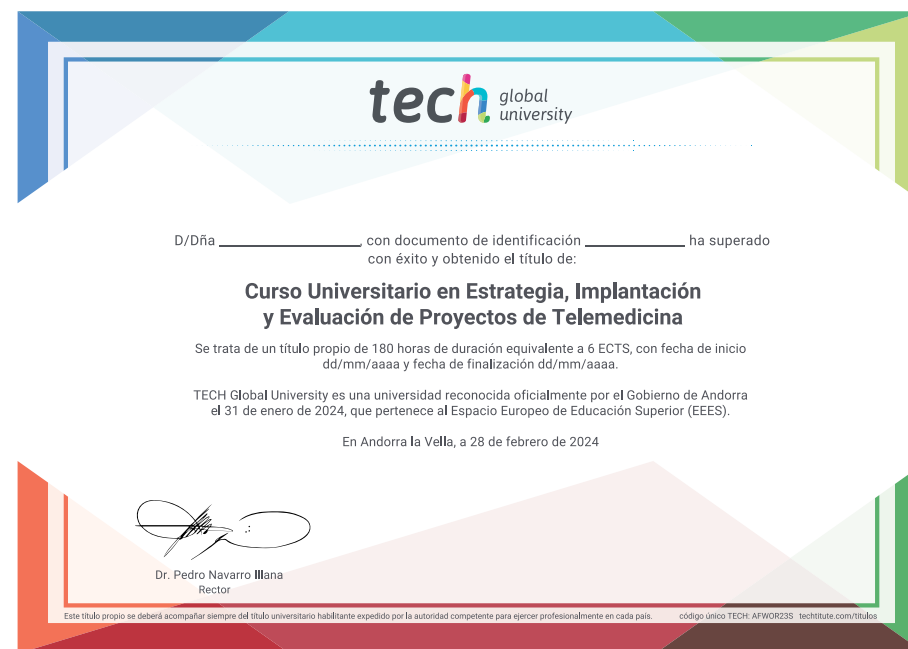 tech global university
D/Dña ____________________, con documento de identificación ______________ ha superado
con éxito y obtenido el título de:
Curso Universitario en Estrategia, Implantación
y Evaluación de Proyectos de Telemedicina
Se trata de un título propio de 180 horas de duración equivalente a 6 ECTS, con fecha de inicio
dd/mm/aaaa y fecha de finalización dd/mm/aaaa.
TECH Global University es una universidad reconocida oficialmente por el Gobierno de Andorra
el 31 de enero de 2024, que pertenece al Espacio Europeo de Educación Superior (EEES).
En Andorra la Vella, a 28 de febrero de 2024
Dr. Pedro Navarro Illana
Rector
Este título propio se deberá acompañar siempre del título universitario habilitante expedido por la autoridad competente para ejercer profesionalmente en cada país. código único TECH: AFWOR23S techtitute.com/titulos